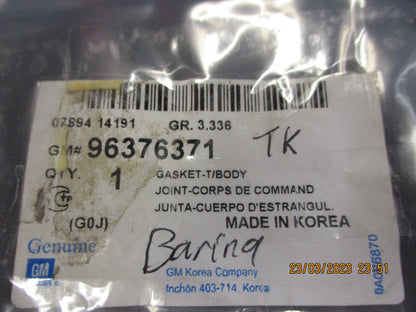 07894 14191 GR. 3.336
TK
GM# 96376371
QTY. 1 GASKET-T/BODY
JOINT-CORPS DE COMMAND
JUNTA-CUERPO D'ESTRANGUL.
(G0J) MADE IN KOREA
Genuine
GM
Barina
GM Korea Company
Inchon 403-714, Korea
23/03/2023 23:51